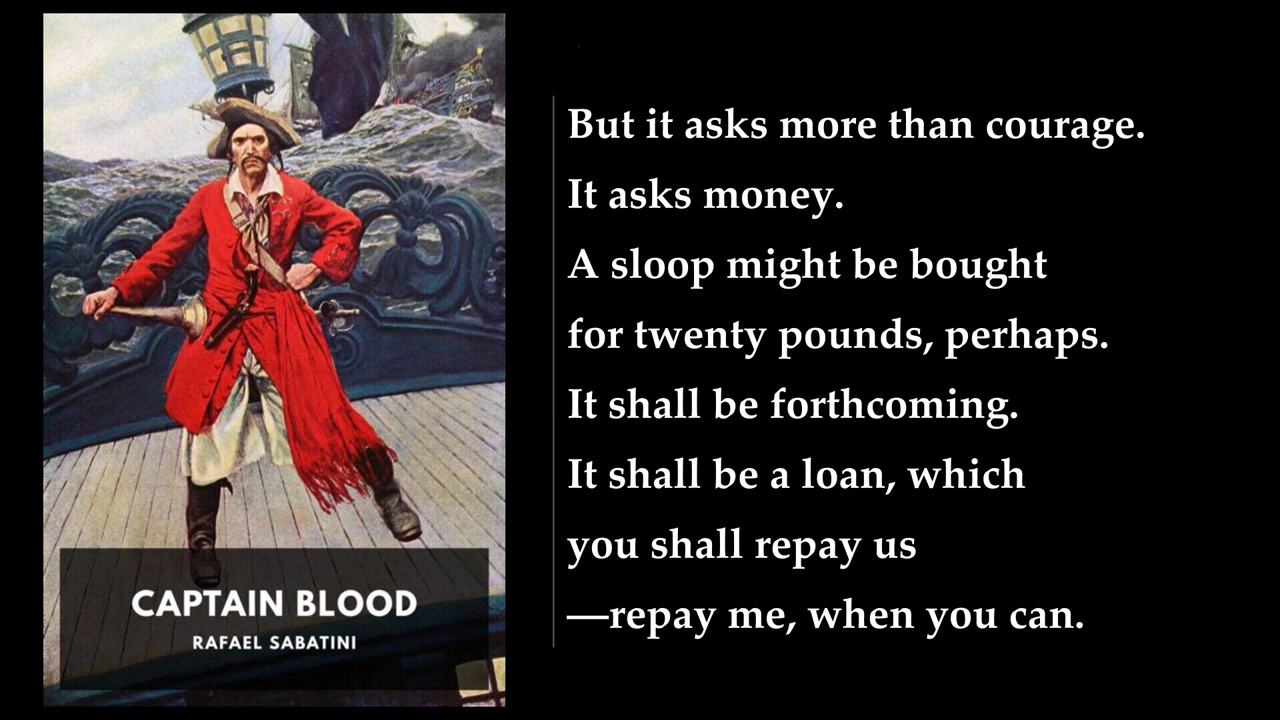 CAPTAIN BLOOD
RAFAEL SABATINI
But it asks more than courage.
It asks money.
A sloop might be bought
for twenty pounds, perhaps.
It shall be forthcoming.
It shall be a loan, which
you shall repay us
—repay me, when you can.